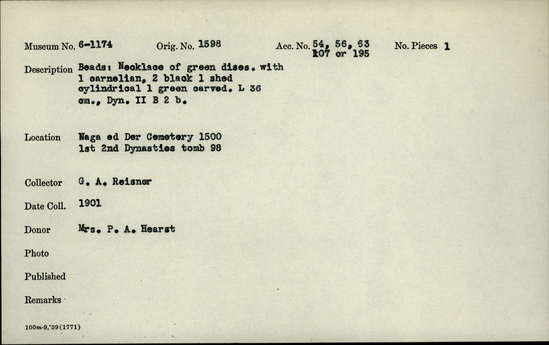 Museum No. 6-1174 Orig. No. 1598 Acc. No. 54, 56, 63 No. Pieces 1
107 or 195
Description Beads: Necklace of green discs. with
1 carnelian, 2 black 1 shed
cylindrical 1 green carved. L 36
cm., Dyn. II B 2 b.
Location Naga ed Der Cemetery 1500
1st 2nd Dynasties tomb 98
Collector G. A. Reisner
Date Coll. 1901
Donor Mrs. P. A. Hearst
Photo
Published
Remarks
100m-9,'39(1771)